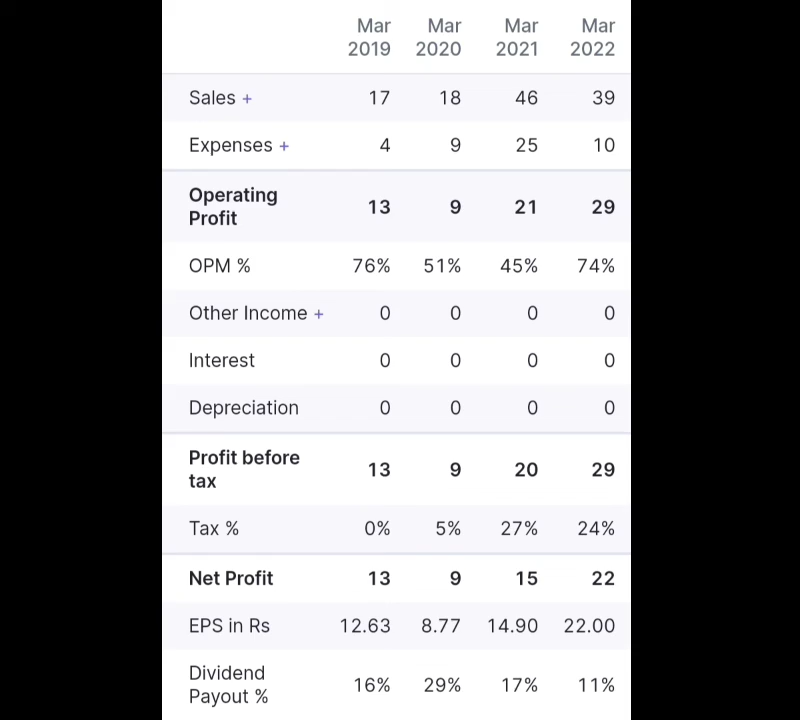 Mar Mar Mar Mar
2019 2020 2021 2022
Sales + 17 18 46 39
Expenses + 4 9 25 10
Operating
Profit 13 9 21 29
OPM % 76% 51% 45% 74%
Other Income + 0 0 0 0
Interest 0 0 0 0
Depreciation 0 0 0 0
Profit before
tax 13 9 20 29
Tax % 0% 5% 27% 24%
Net Profit 13 9 15 22
EPS in Rs 12.63 8.77 14.90 22.00
Dividend
Payout % 16% 29% 17% 11%